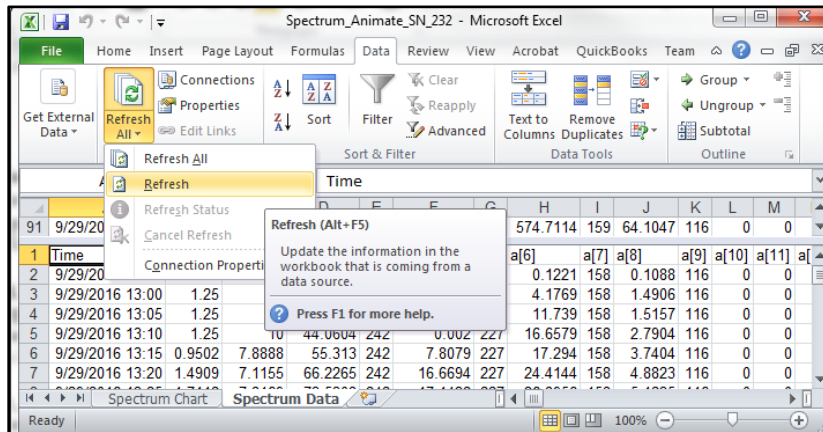 Spectrum_Animate_SN_232 - Microsoft Excel
File Home Insert Page Layout Formulas Data Review View Acrobat QuickBooks Team
Get External Data
Refresh All
Connections
Properties
Edit Links
Sort
Filter
Clear
Reapply
Advanced
Text to Columns
Remove Duplicates
Group
Ungroup
Subtotal
Sort & Filter
Data Tools
Outline
Refresh All
Refresh
Refresh Status
Cancel Refresh
Connection Properti
Refresh (Alt+F5)
Update the information in the
workbook that is coming from a
data source.
Press F1 for more help.
Time
H I J K L M
91 9/29/20 574.7114 159 64.1047 116 0 0
1 Time a[6] a[7] a[8] a[9] a[10] a[11] a[
2 9/29/20 0.1221 158 0.1088 116 0 0
3 9/29/2016 13:00 1.25 4.1769 158 1.4906 116 0 0
4 9/29/2016 13:05 1.25 11.739 158 1.5157 116 0 0
5 9/29/2016 13:10 1.25 10 44.0604 242 0.002 227 16.6579 158 2.7904 116 0 0
6 9/29/2016 13:15 0.9502 7.8888 55.313 242 7.8079 227 17.294 158 3.7404 116 0 0
7 9/29/2016 13:20 1.4909 7.1155 66.2265 242 16.6694 227 24.4144 158 4.8823 116 0 0
Spectrum Chart Spectrum Data
Ready 100%